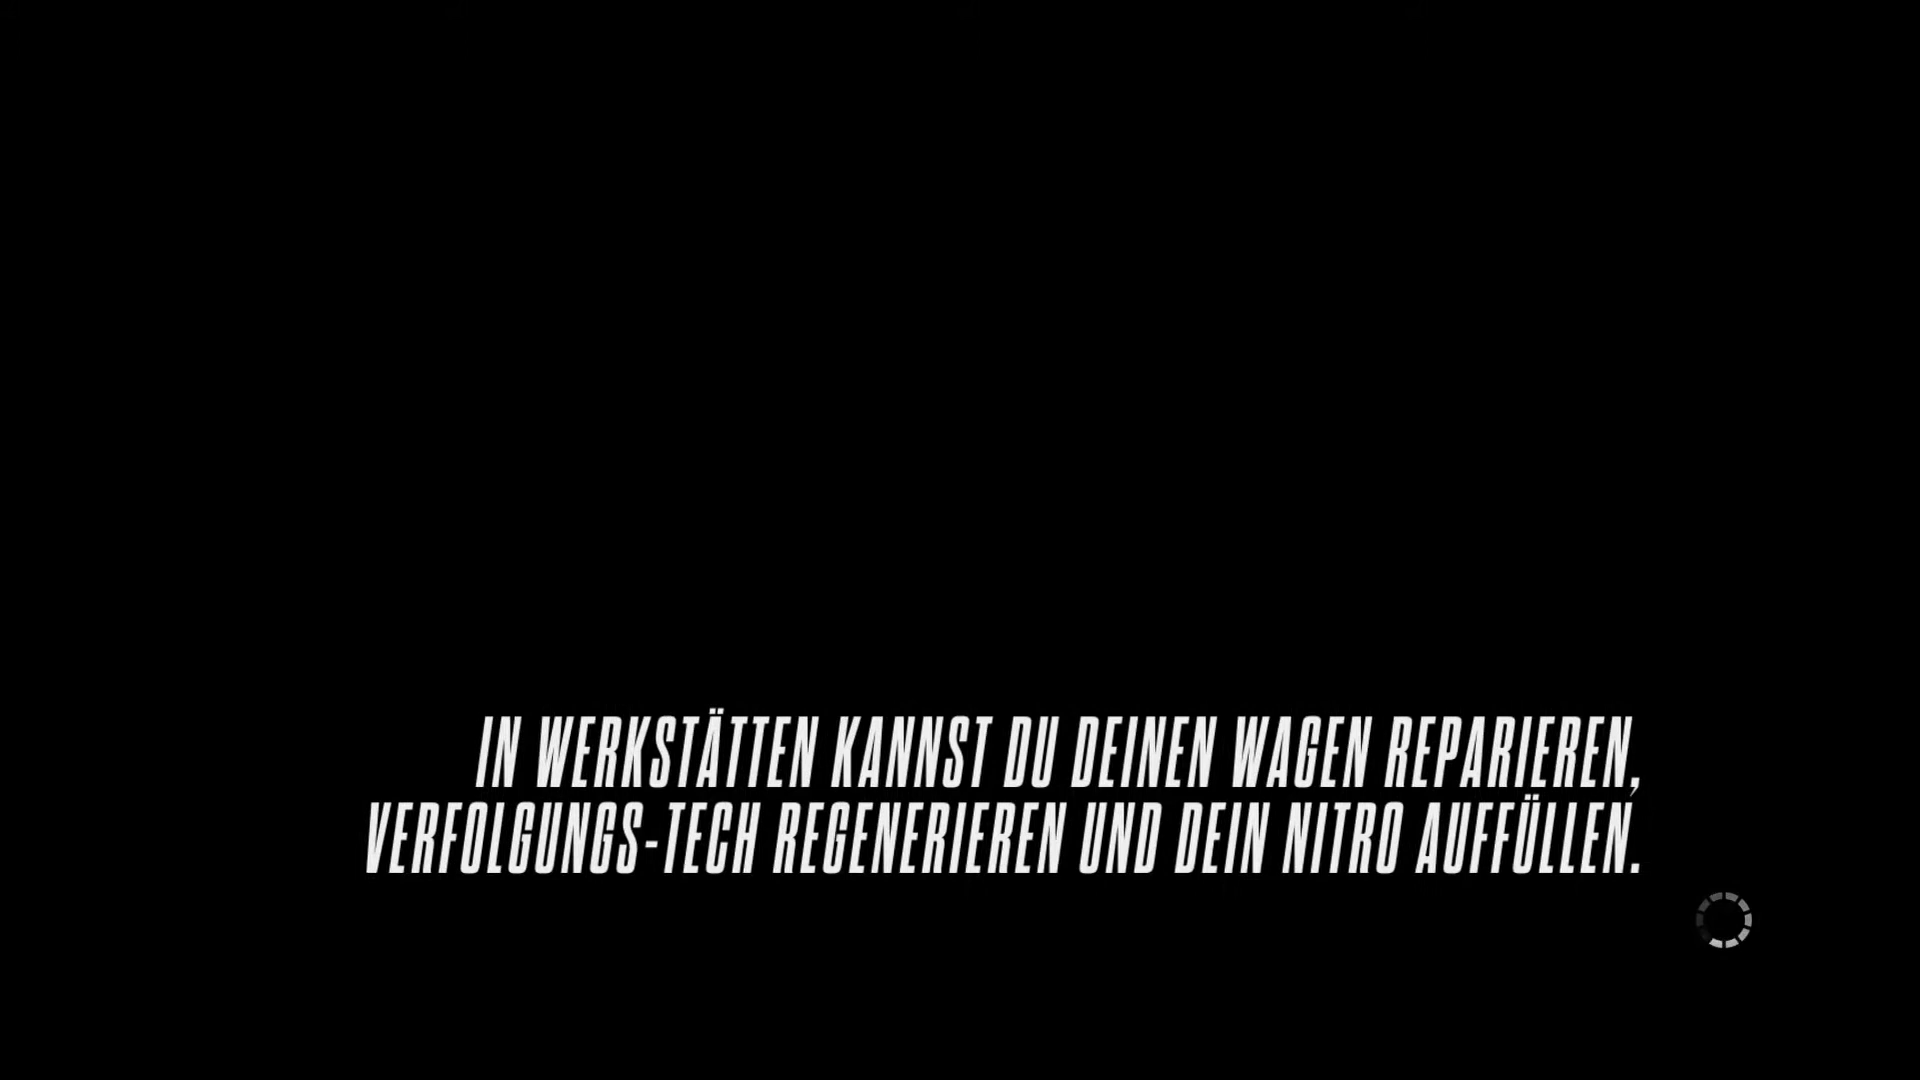 IN WERKSTÄTTEN KANNST DU DEINEN WAGEN REPARIEREN,
VERFOLGUNGS-TECH REGENERIEREN UND DEIN NITRO AUFFÜLLEN.